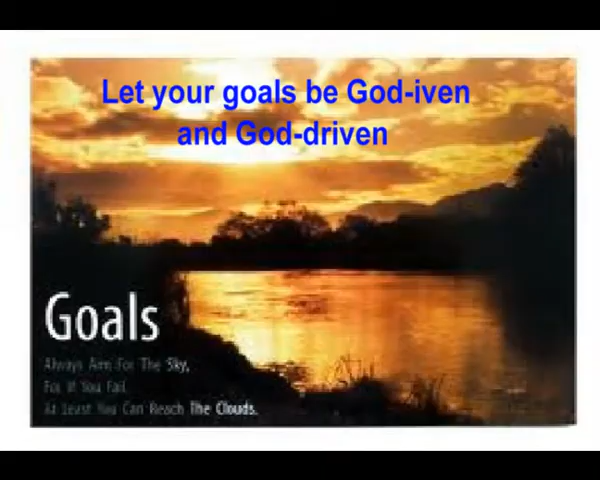 Let your goals be God-iven
and God-driven
Goals
Always Aim For The Sky,
For If You Fail
At Least You Can Reach The Clouds.